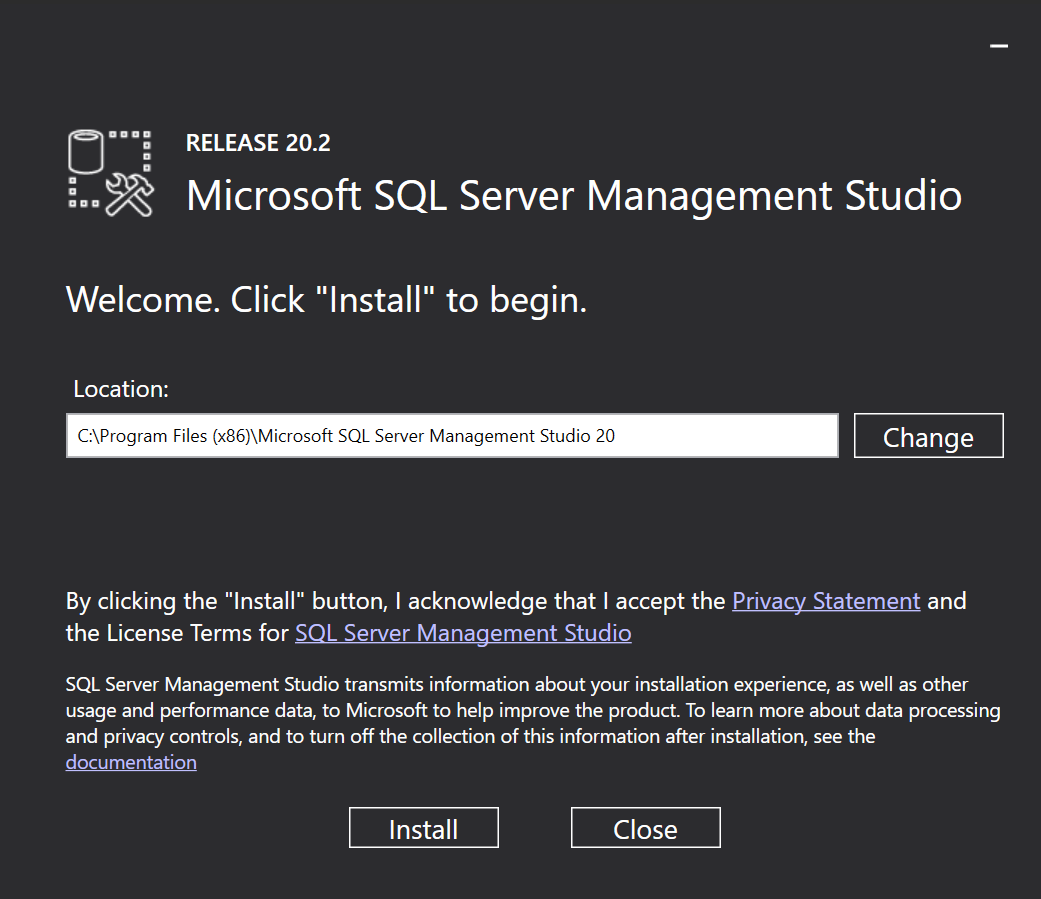 RELEASE 20.2
Microsoft SQL Server Management Studio
Welcome. Click "Install" to begin.
Location:
C:\Program Files (x86)\Microsoft SQL Server Management Studio 20
Change
By clicking the "Install" button, I acknowledge that I accept the Privacy Statement and
the License Terms for SQL Server Management Studio
SQL Server Management Studio transmits information about your installation experience, as well as other
usage and performance data, to Microsoft to help improve the product. To learn more about data processing
and privacy controls, and to turn off the collection of this information after installation, see the
documentation
Install
Close